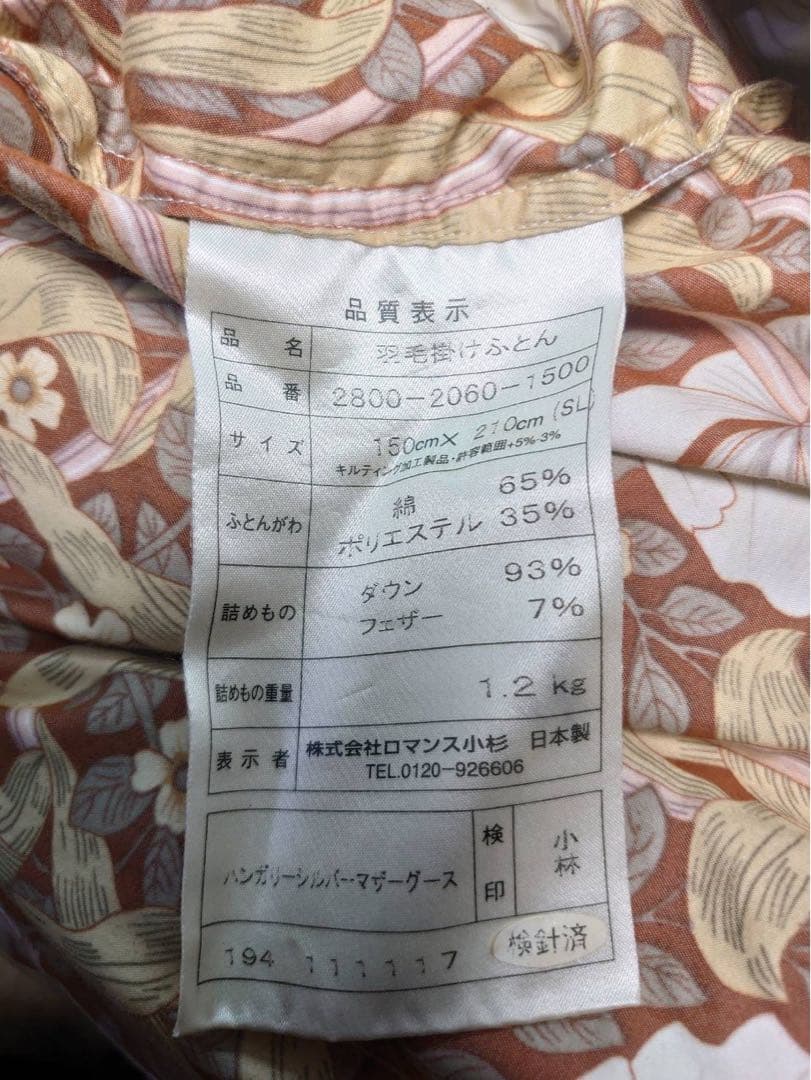 品質表示
品名 羽毛掛けふとん
品番 2800-2060-1500
サイズ 150cm× 210cm (SL)
キルティング加工製品・許容範囲+5%-3%
ふとんがわ 綿 65%
ポリエステル 35%
詰めもの ダウン 93%
フェザー 7%
詰めもの重量 1.2 kg
表示者 株式会社ロマンス小杉 日本製
TEL.0120-926606
ハンガリーシルバーマザーグース 検印 小林
194 111117 検針済